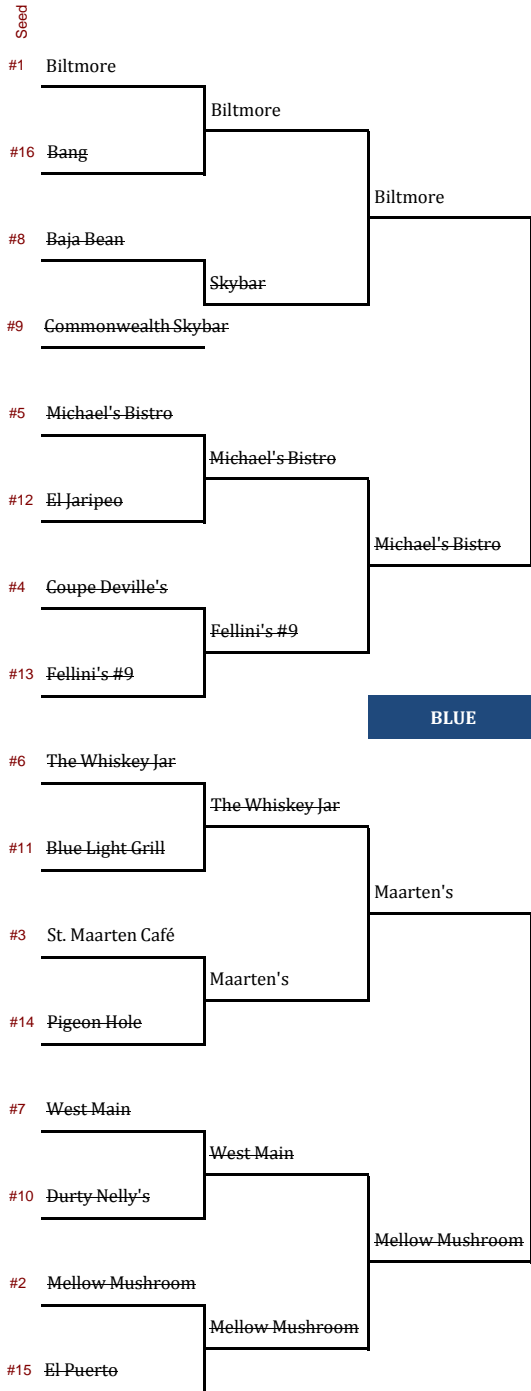 Seed
#1 Biltmore
Biltmore
#16 Bang
Biltmore
#8 Baja Bean
Skybar
#9 Commonwealth Skybar
#5 Michael's Bistro
Michael's Bistro
#12 El Jaripeo
Michael's Bistro
#4 Coupe Deville's
Fellini's #9
#13 Fellini's #9
BLUE
#6 The Whiskey Jar
The Whiskey Jar
#11 Blue Light Grill
Maarten's
#3 St. Maarten Café
Maarten's
#14 Pigeon Hole
#7 West Main
West Main
#10 Durty Nelly's
Mellow Mushroom
#2 Mellow Mushroom
Mellow Mushroom
#15 El Puerto